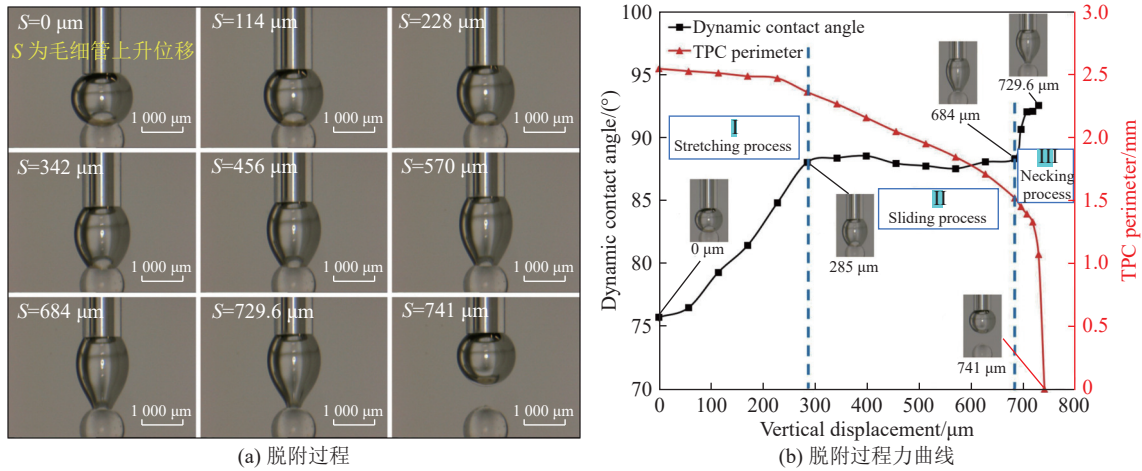 S=0 μm
S 为毛细管上升位移
1 000 μm
S=114 μm
1 000 μm
S=228 μm
1 000 μm
S=342 μm
1 000 μm
S=456 μm
1 000 μm
S=570 μm
1 000 μm
S=684 μm
1 000 μm
S=729.6 μm
1 000 μm
S=741 μm
1 000 μm
(a) 脱附过程
Dynamic contact angle/(°)
100
95
90
85
80
75
70
Dynamic contact angle
TPC perimeter
I
Stretching process
II
Sliding process
III
Necking
process
0 μm
285 μm
684 μm
729.6 μm
741 μm
3.0
2.5
2.0
1.5
1.0
0.5
0
TPC perimeter/mm
0 100 200 300 400 500 600 700 800
Vertical displacement/μm
(b) 脱附过程力曲线